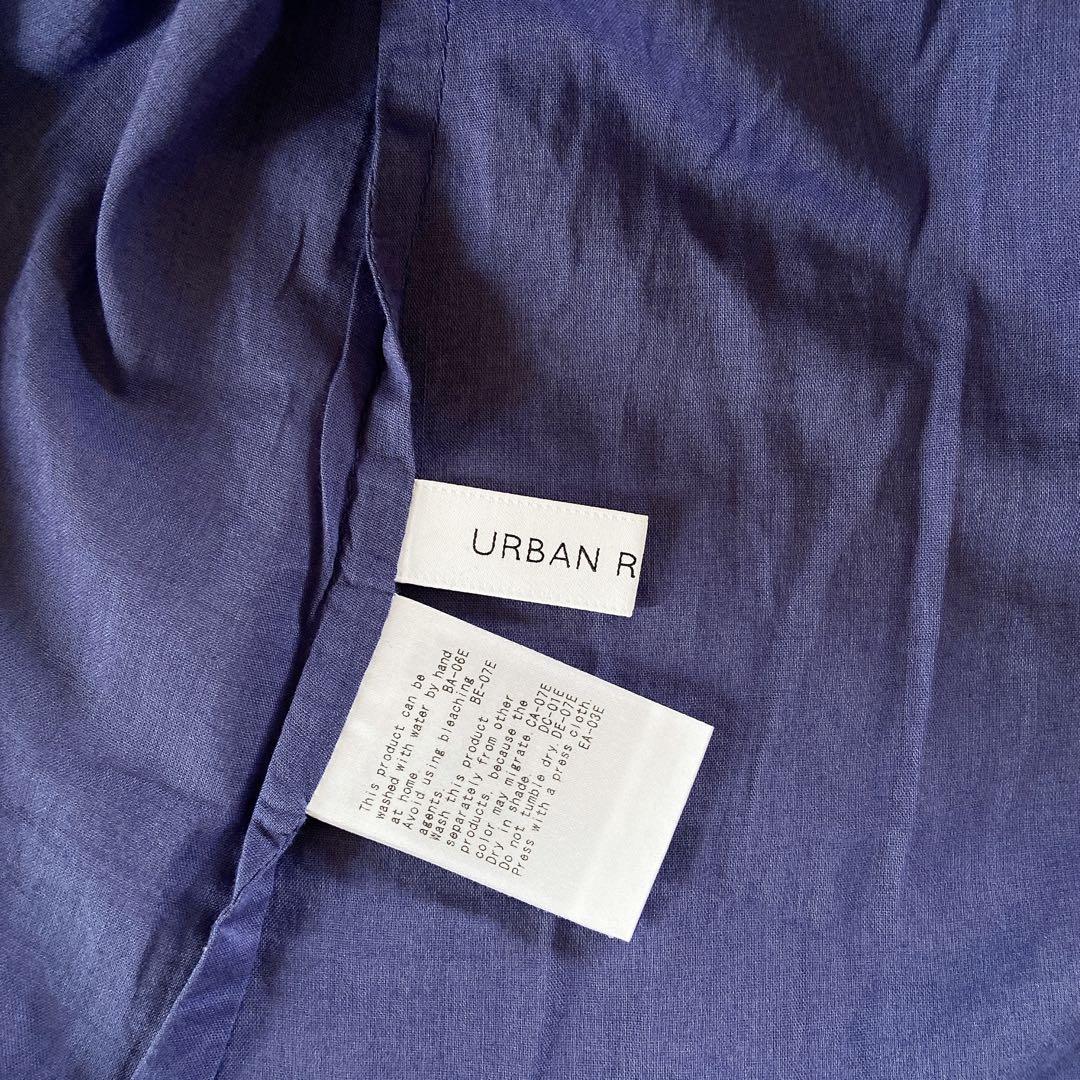 URBAN R
This product can be
washed with water by hand
at home. BA-06E
Avoid using bleaching
agents. BE-07E
Wash this product
separately from other
products, because the
color may migrate. CA-07E
Dry in shade. DC-01E
Do not tumble dry. DE-07E
Press with a press cloth.
EA-03E